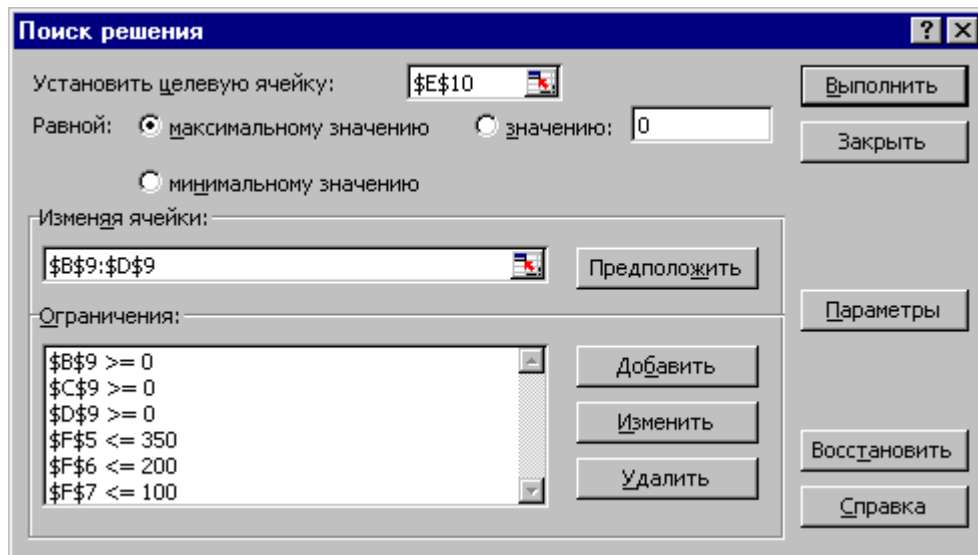 Поиск решения
Установить целевую ячейку: $E$10
Выполнить
Равной: максимальному значению значению: 0
Закрыть
минимальному значению
Изменяя ячейки:
$B$9:$D$9 Предположить
Параметры
Ограничения:
$B$9 >= 0
$C$9 >= 0
$D$9 >= 0
$F$5 <= 350
$F$6 <= 200
$F$7 <= 100
Добавить
Изменить
Удалить
Восстановить
Справка